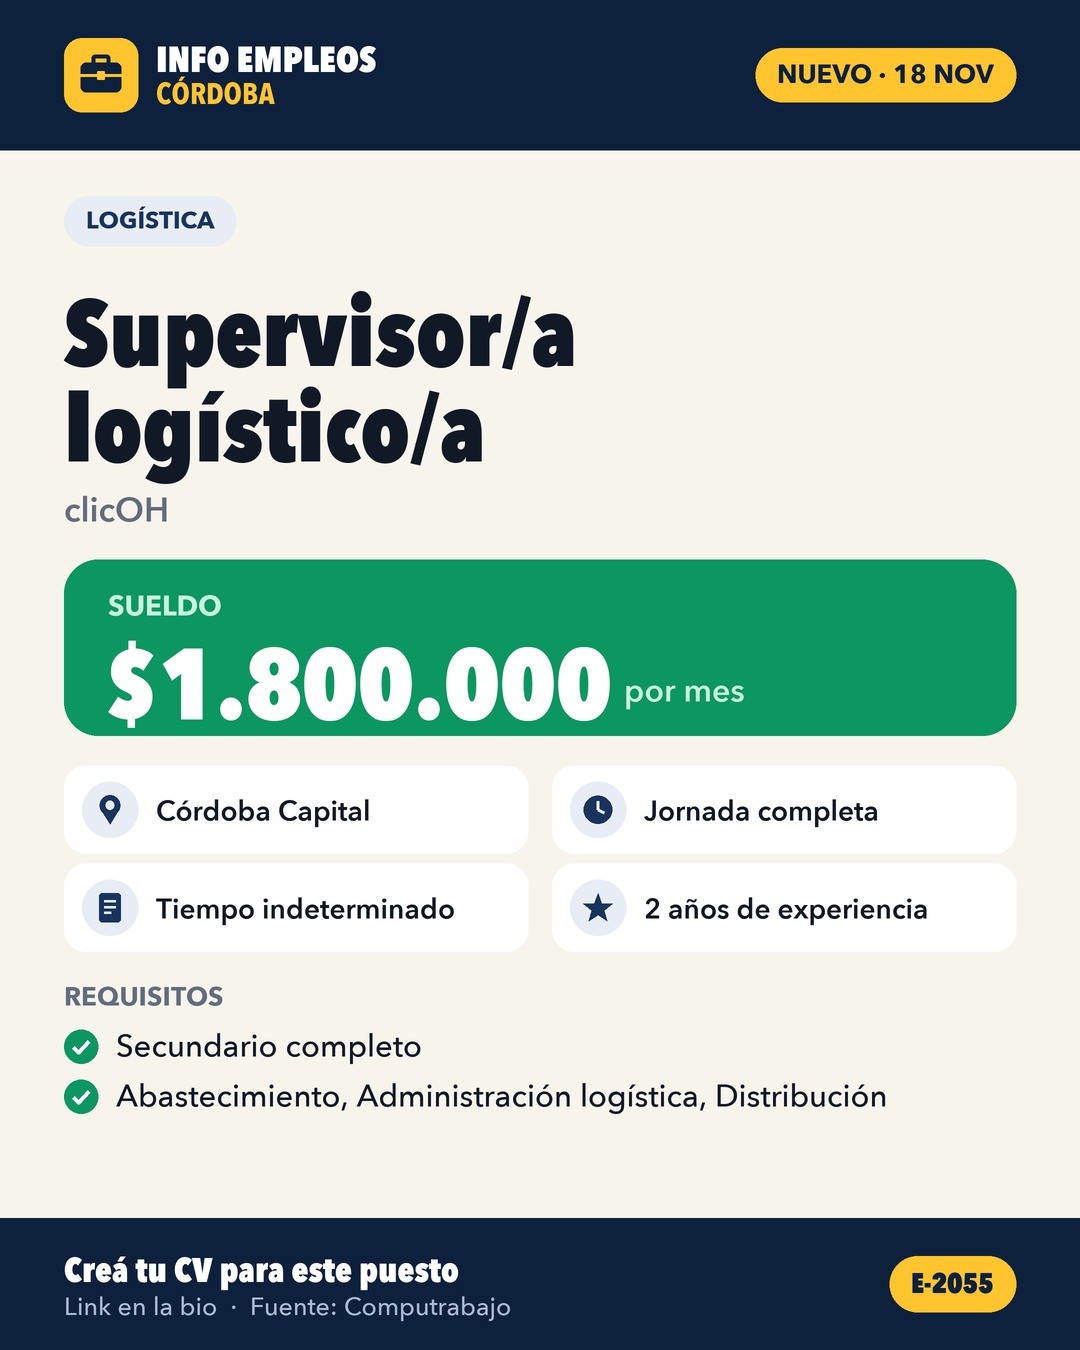 INFO EMPLEOS
CÓRDOBA
NUEVO · 18 NOV
LOGÍSTICA
Supervisor/a
logístico/a
clicOH
SUELDO
$1.800.000 por mes
Córdoba Capital
Jornada completa
Tiempo indeterminado
2 años de experiencia
REQUISITOS
Secundario completo
Abastecimiento, Administración logística, Distribución
Creá tu CV para este puesto
Link en la bio · Fuente: Computrabajo
E-2055